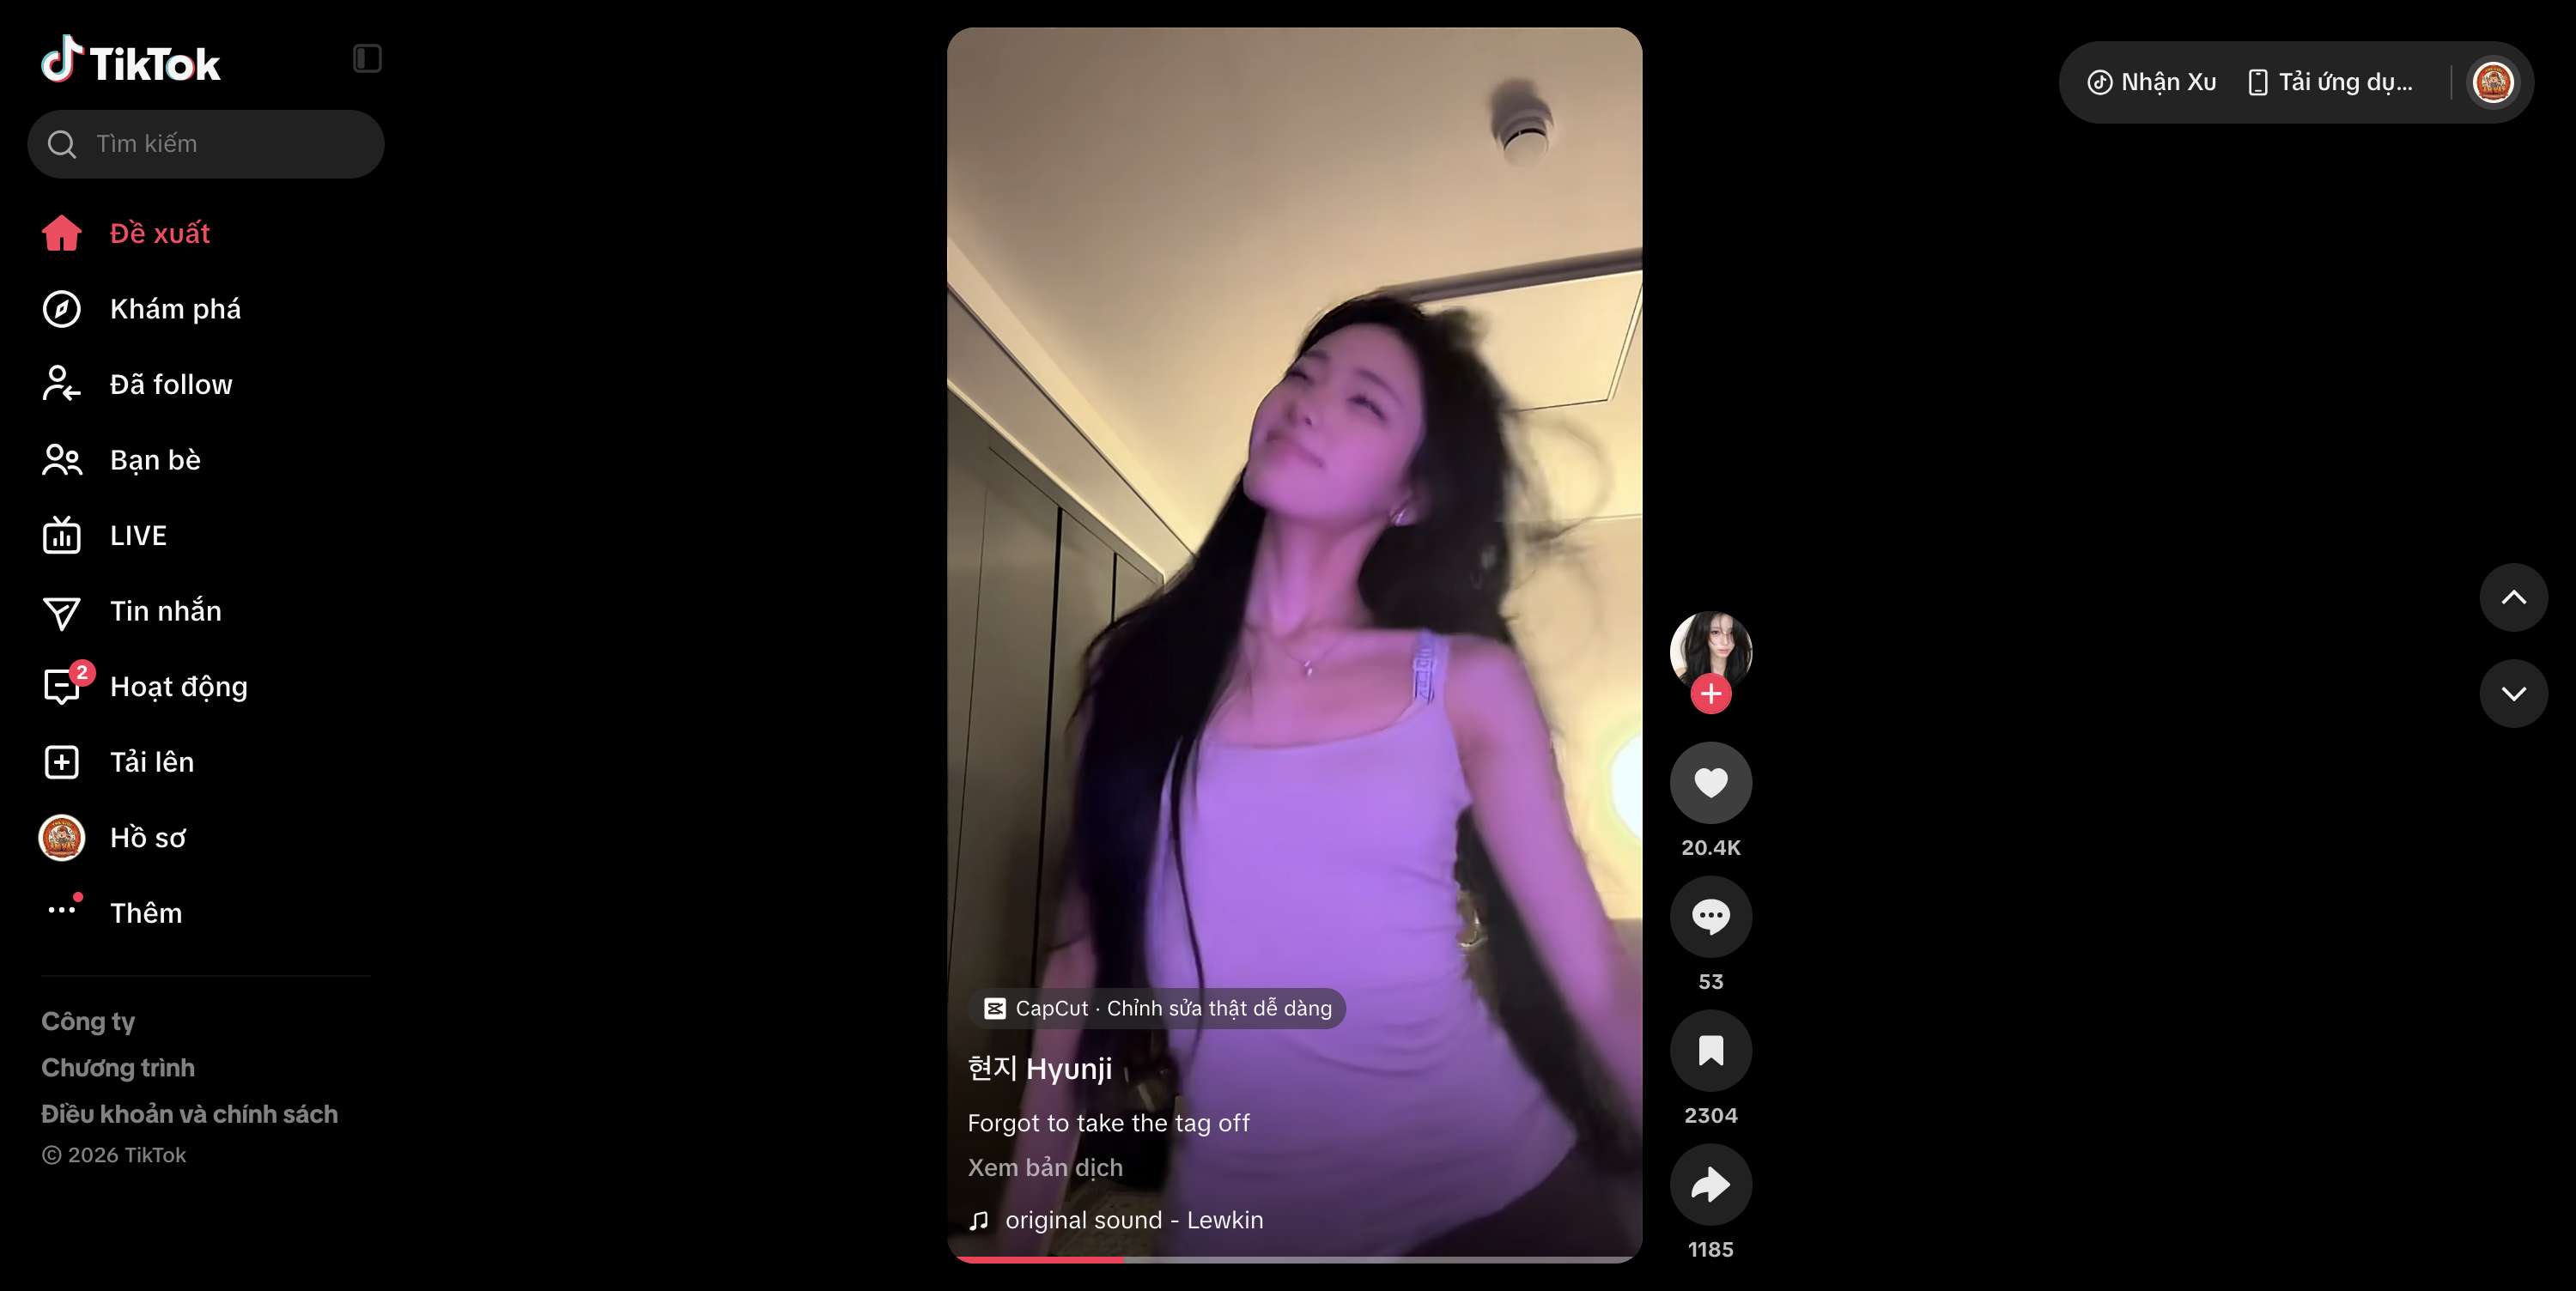 TikTok
Tìm kiếm
Đề xuất
Khám phá
Đã follow
Bạn bè
LIVE
Tin nhắn
2
Hoạt động
Tải lên
Hồ sơ
Thêm
Công ty
Chương trình
Điều khoản và chính sách
© 2026 TikTok
CapCut · Chỉnh sửa thật dễ dàng
현지 Hyunji
Forgot to take the tag off
Xem bản dịch
original sound - Lewkin
20.4K
53
2304
1185
Nhận Xu
Tải ứng dụ...